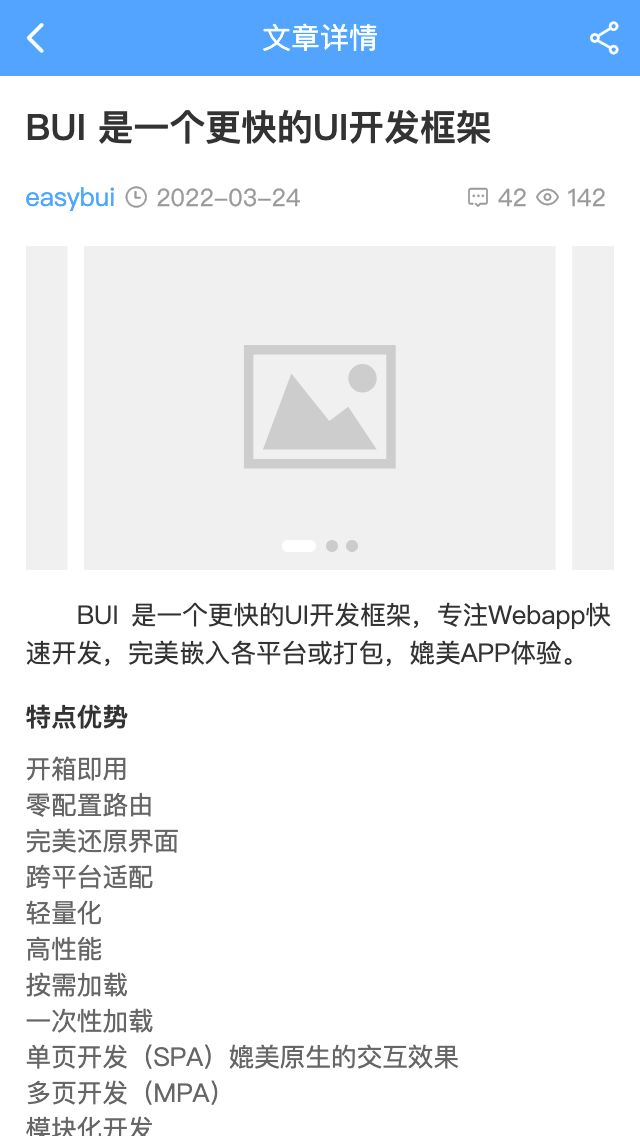 文章详情
BUI 是一个更快的UI开发框架
easybui 2022-03-24 42 142
BUI 是一个更快的UI开发框架，专注Webapp快
速开发，完美嵌入各平台或打包，媲美APP体验。
特点优势
开箱即用
零配置路由
完美还原界面
跨平台适配
轻量化
高性能
按需加载
一次性加载
单页开发（SPA）媲美原生的交互效果
多页开发（MPA）
模块化开发